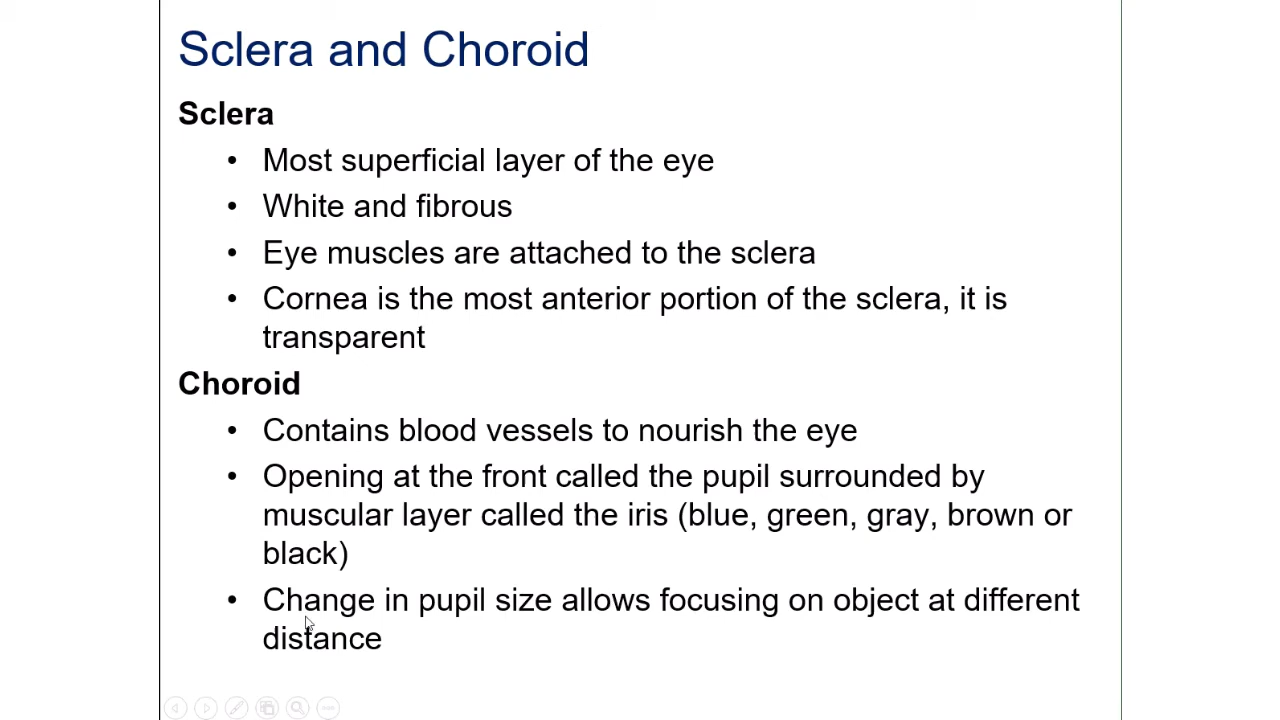 Sclera and Choroid
Sclera
• Most superficial layer of the eye
• White and fibrous
• Eye muscles are attached to the sclera
• Cornea is the most anterior portion of the sclera, it is
transparent
Choroid
• Contains blood vessels to nourish the eye
• Opening at the front called the pupil surrounded by
muscular layer called the iris (blue, green, gray, brown or
black)
• Change in pupil size allows focusing on object at different
distance